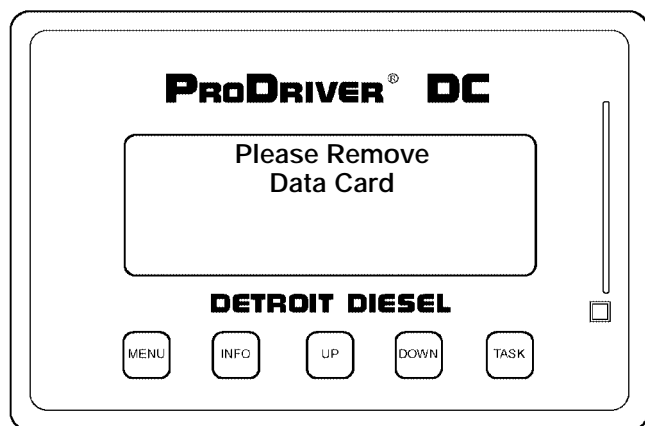 PRODRIVER® DC
Please Remove
Data Card
DETROIT DIESEL
MENU INFO UP DOWN TASK